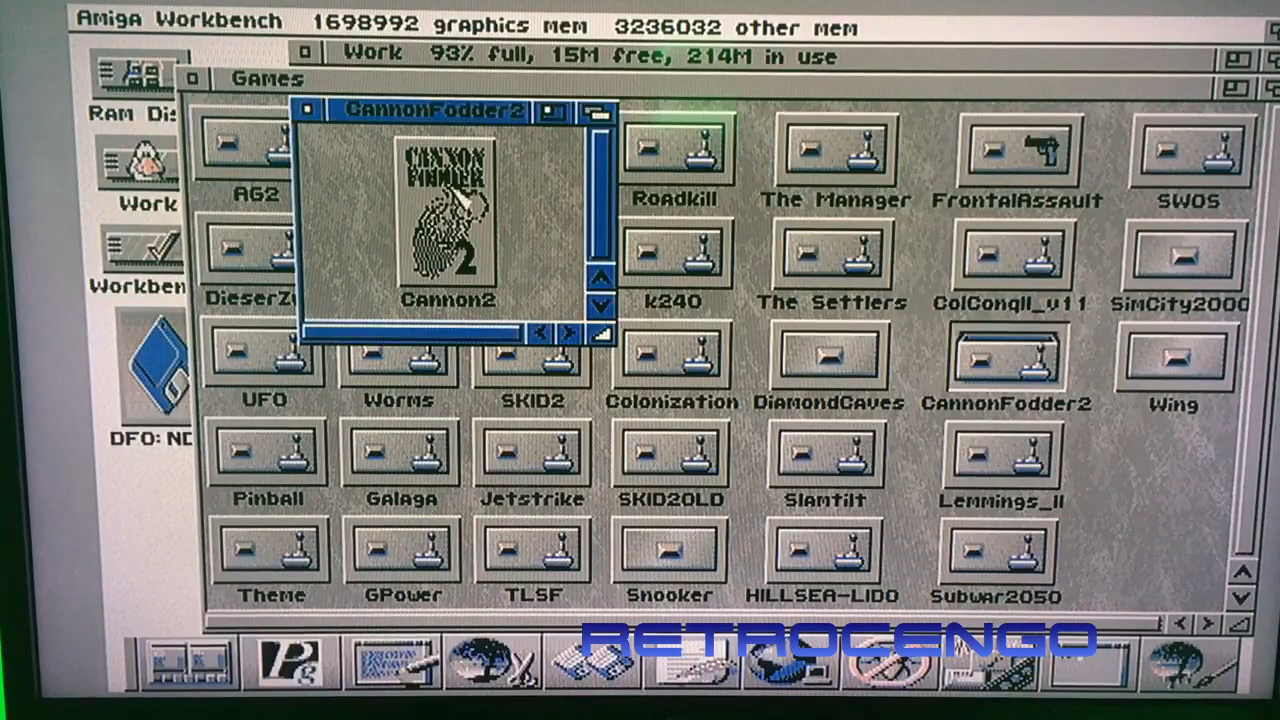 Amiga Workbench 1698992 graphics mem 3236032 other mem
Work 93% full, 15M free, 214M in use
Games
CannonFodder2
Ram Dis
Work
Workben
DF0: ND
CANNON
FODDER
2
Cannon2
AG2
Roadkill
The Manager
FrontalAssault
SWOS
DieserZu
k240
The Settlers
ColConqII_v11
SimCity2000
UFO
Worms
SKID2
Colonization
DiamondCaves
CannonFodder2
Wing
Pinball
Galaga
Jetstrike
SKID2OLD
Slamtilt
Lemmings_II
Theme
GPower
TLSF
Snooker
HILLSEA-LIDO
Subwar2050
RETROCENGO
Pg